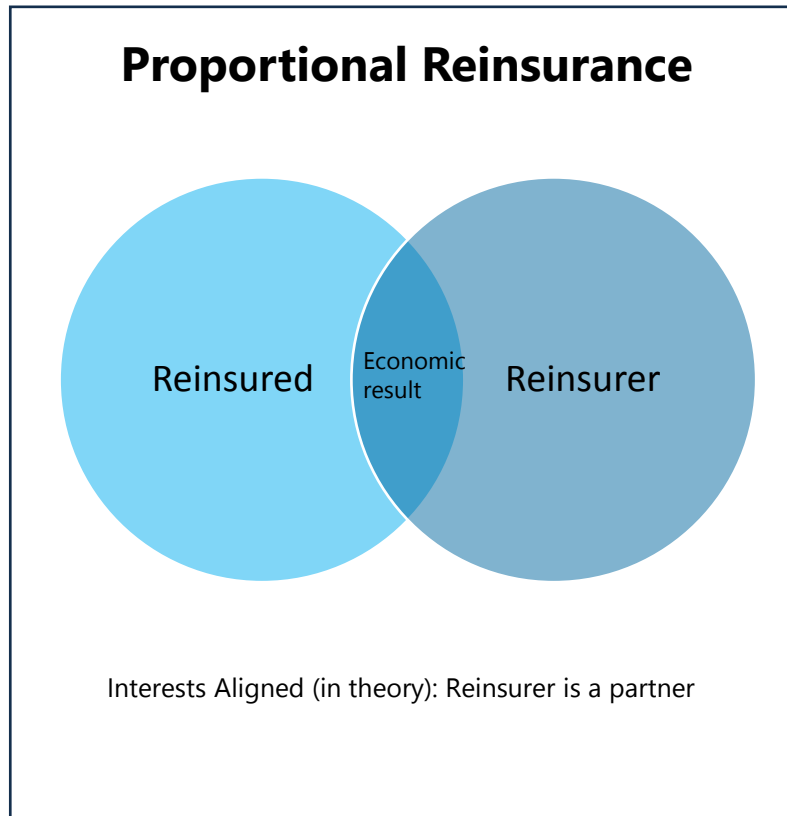 Proportional Reinsurance
Reinsured
Economic
result
Reinsurer
Interests Aligned (in theory): Reinsurer is a partner